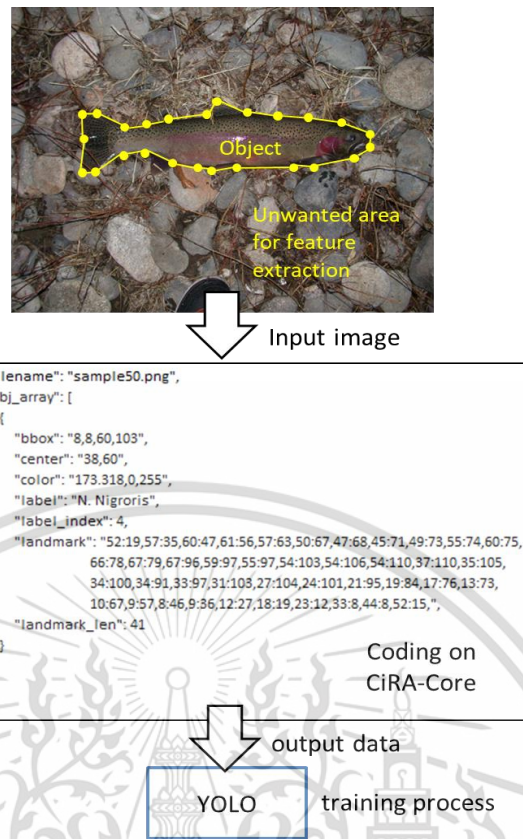 Object
Unwanted area
for feature
extraction
Input image
lename": "sample50.png",
bj_array": [
{
"bbox": "8,8,60,103",
"center": "38,60",
"color": "173.318,0,255",
"label": "N. Nigroris",
"label_index": 4,
"landmark": "52:19,57:35,60:47,61:56,57:63,50:67,47:68,45:71,49:73,55:74,60:75,
66:78,67:79,67:96,59:97,55:97,54:103,54:106,54:110,37:110,35:105,
34:100,34:91,33:97,31:103,27:104,24:101,21:95,19:84,17:76,13:73,
10:67,9:57,8:46,9:36,12:27,18:19,23:12,33:8,44:8,52:15,",
"landmark_len": 41
}
Coding on
CiRA-Core
output data
YOLO
training process